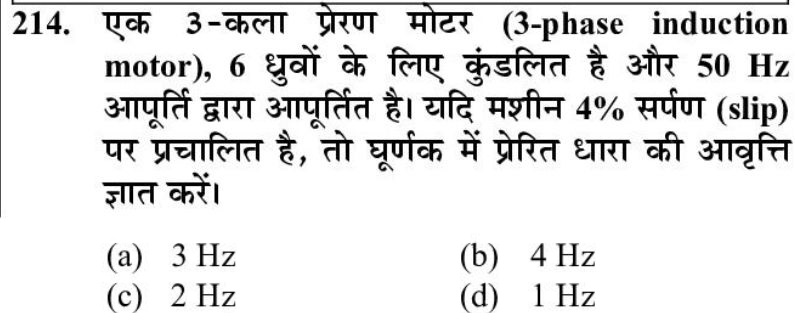 214. एक 3-कला प्रेरण मोटर (3-phase induction
motor), 6 ध्रुवों के लिए कुंडलित है और 50 Hz
आपूर्ति द्वारा आपूर्तित है। यदि मशीन 4% सर्पण (slip)
पर प्रचालित है, तो घूर्णक में प्रेरित धारा की आवृत्ति
ज्ञात करें।
(a) 3 Hz (b) 4 Hz
(c) 2 Hz (d) 1 Hz